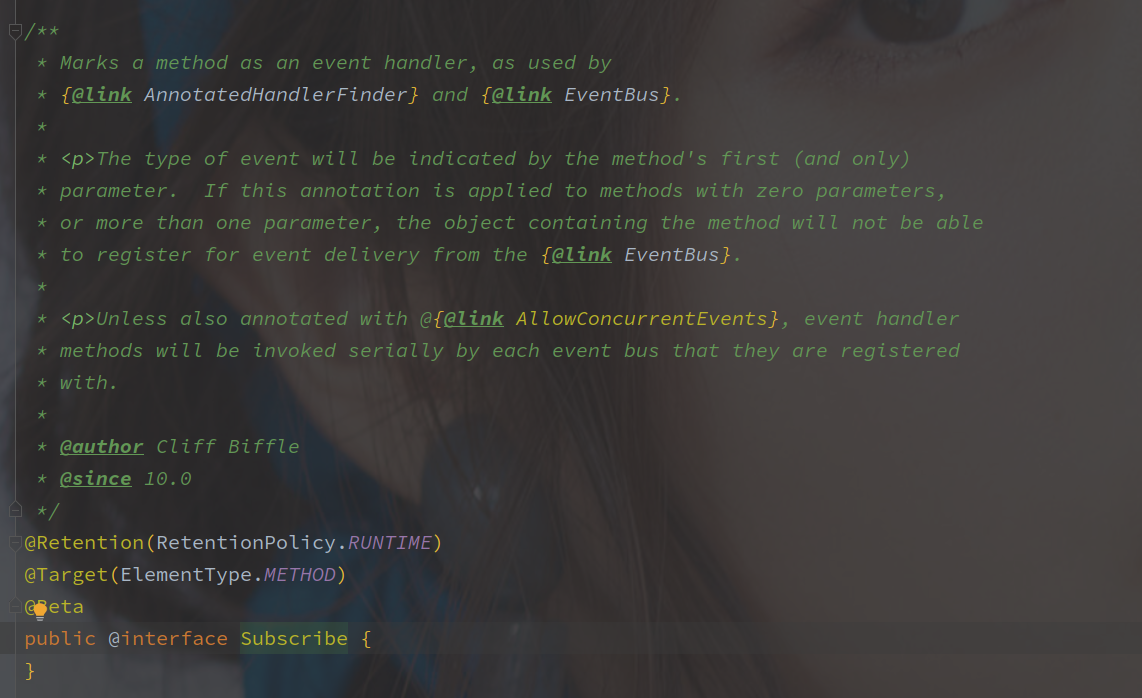 /**
* Marks a method as an event handler, as used by
* {@link AnnotatedHandlerFinder} and {@link EventBus}.
*
* <p>The type of event will be indicated by the method's first (and only)
* parameter.  If this annotation is applied to methods with zero parameters,
* or more than one parameter, the object containing the method will not be able
* to register for event delivery from the {@link EventBus}.
*
* <p>Unless also annotated with @{@link AllowConcurrentEvents}, event handler
* methods will be invoked serially by each event bus that they are registered
* with.
*
* @author Cliff Biffle
* @since 10.0
*/
@Retention(RetentionPolicy.RUNTIME)
@Target(ElementType.METHOD)
@Beta
public @interface Subscribe {
}